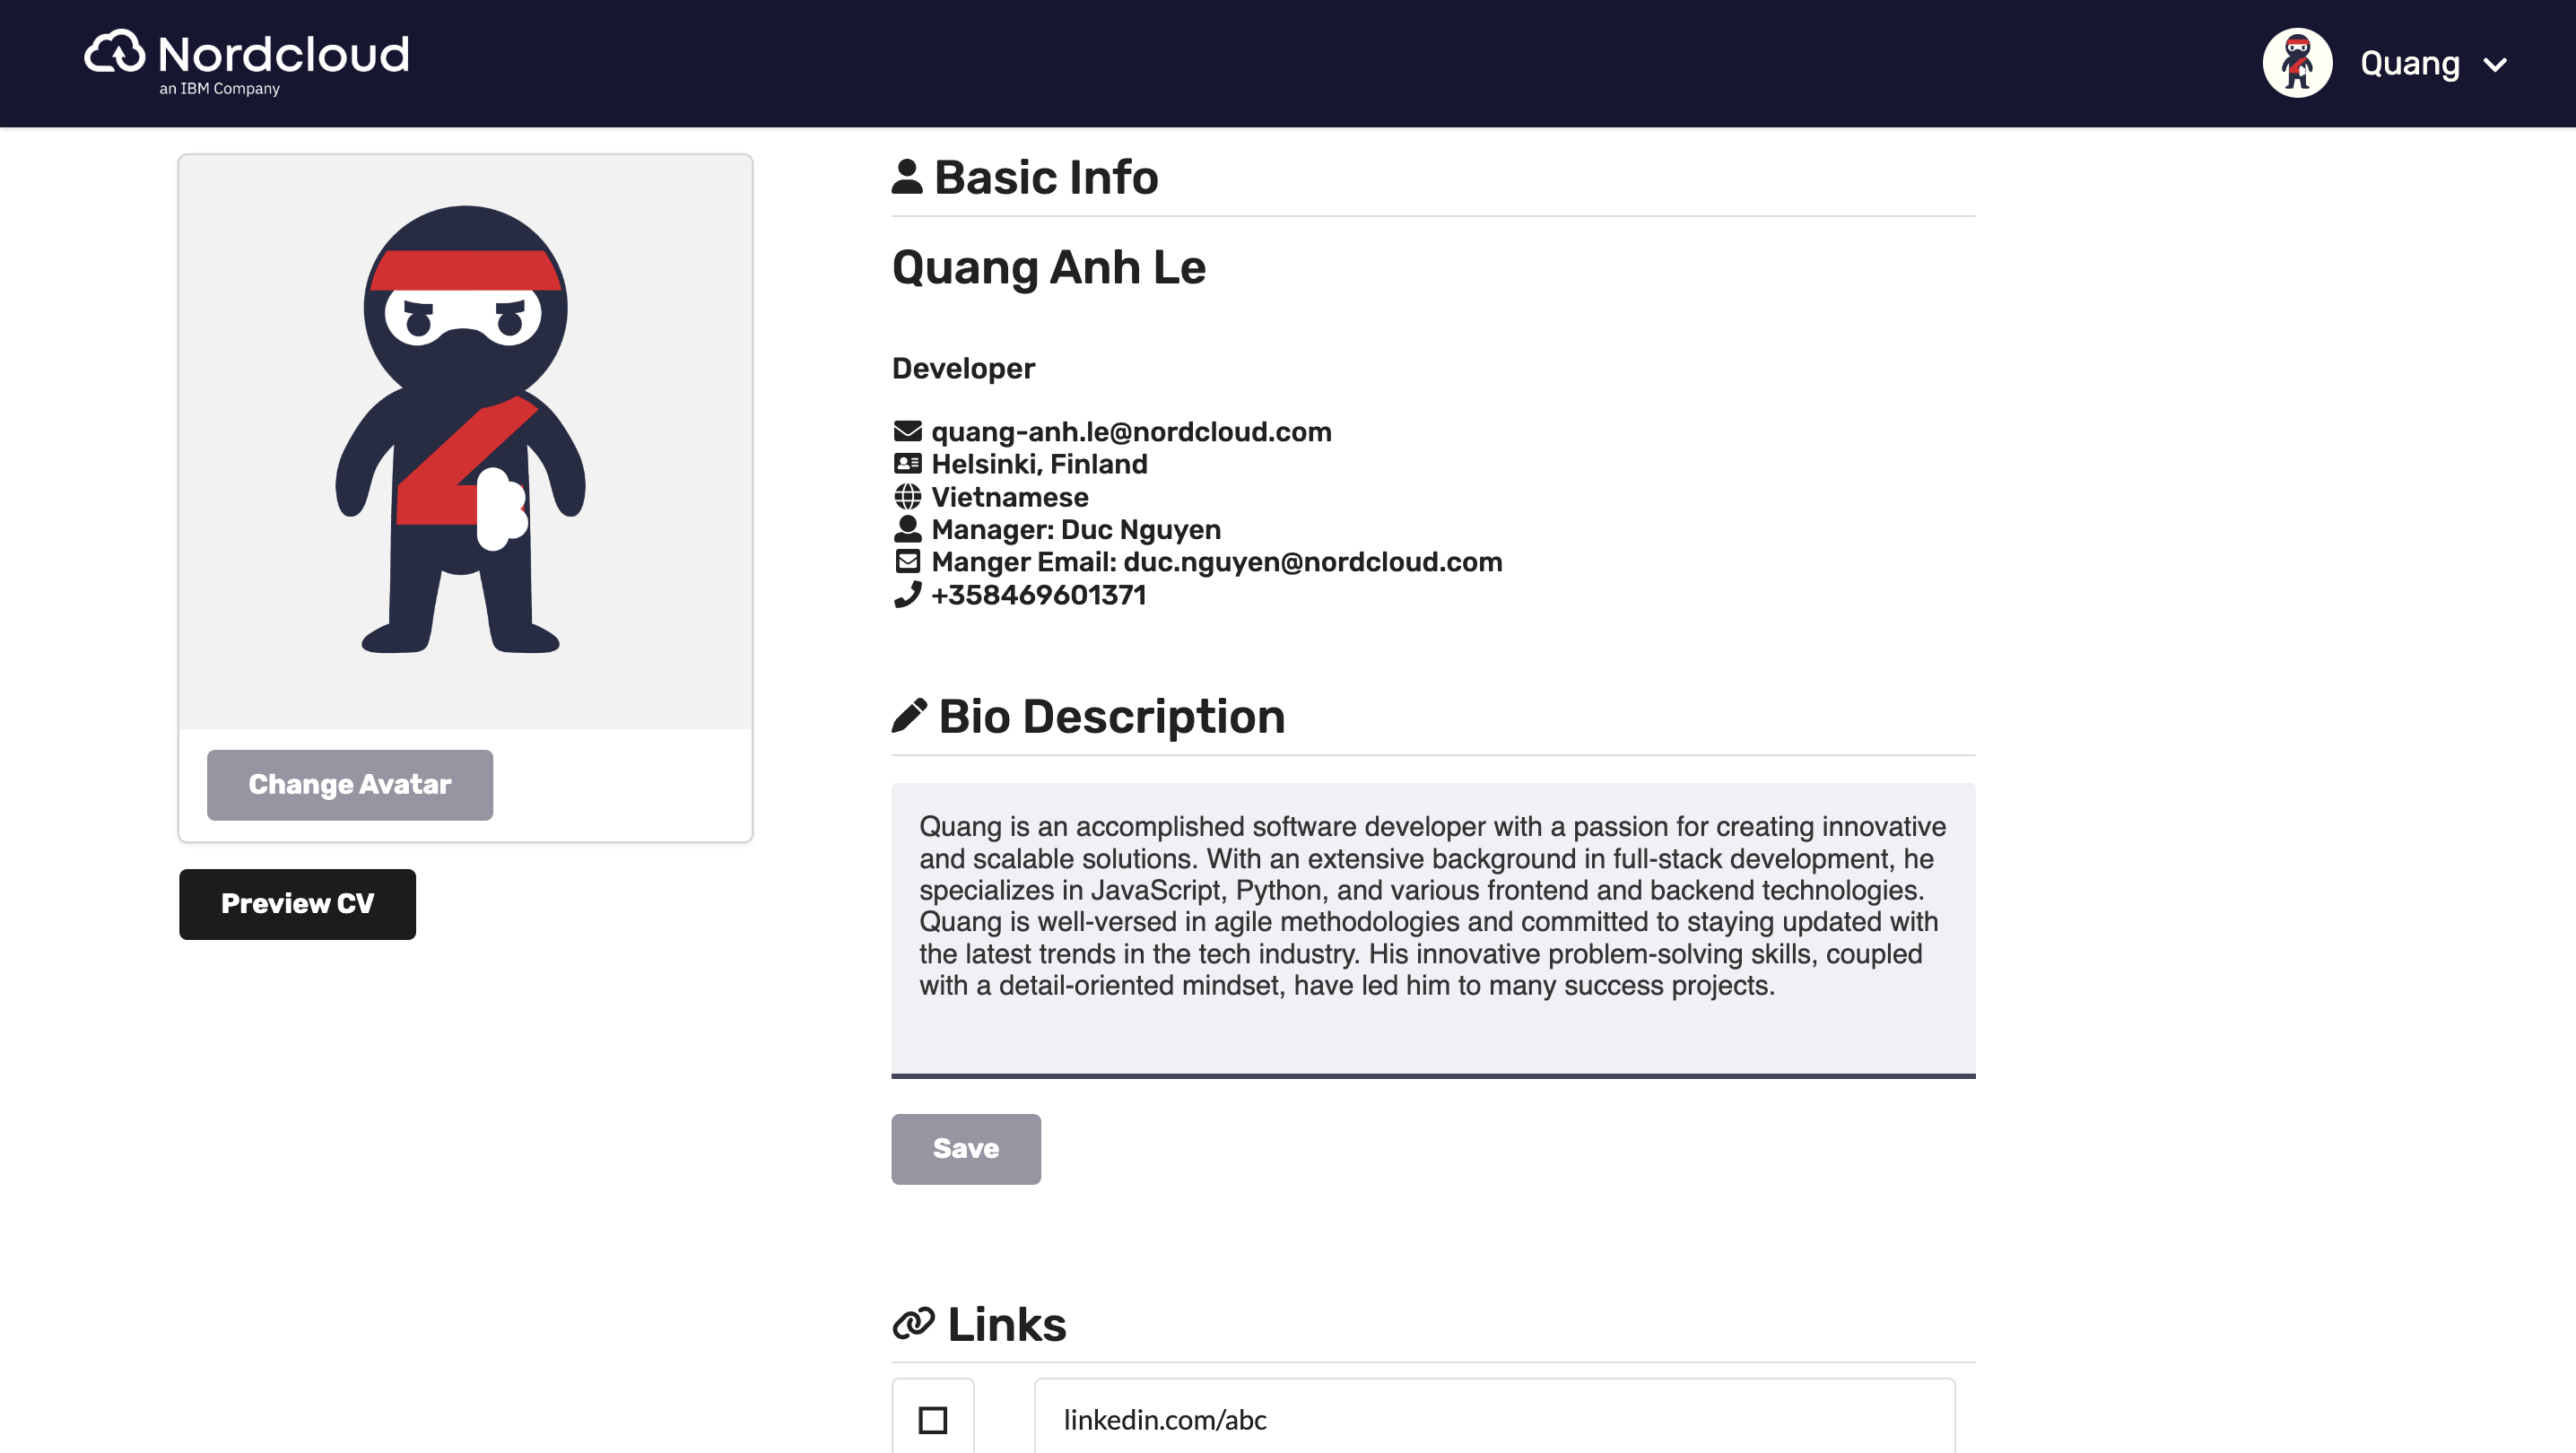 Nordcloud
an IBM Company
Quang
Basic Info
Quang Anh Le
Developer
quang-anh.le@nordcloud.com
Helsinki, Finland
Vietnamese
Manager: Duc Nguyen
Manger Email: duc.nguyen@nordcloud.com
+358469601371
Change Avatar
Preview CV
Bio Description
Quang is an accomplished software developer with a passion for creating innovative
and scalable solutions. With an extensive background in full-stack development, he
specializes in JavaScript, Python, and various frontend and backend technologies.
Quang is well-versed in agile methodologies and committed to staying updated with
the latest trends in the tech industry. His innovative problem-solving skills, coupled
with a detail-oriented mindset, have led him to many success projects.
Save
Links
linkedin.com/abc